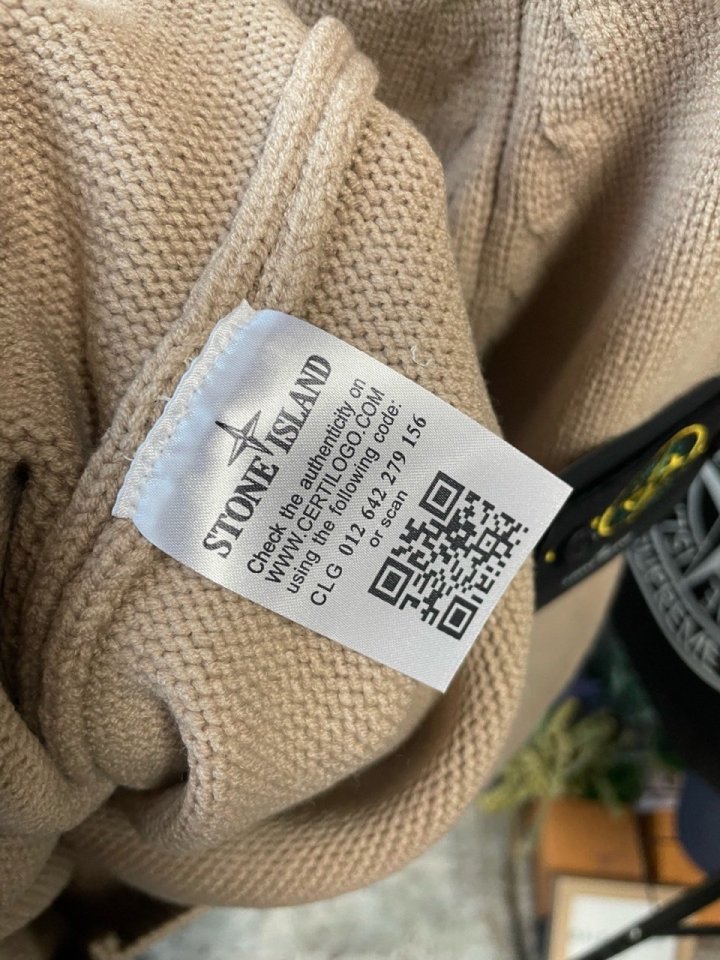 STONE ISLAND
Check the authenticity on
WWW.CERTILOGO.COM
using the following code:
CLG 012 642 279 156
or scan